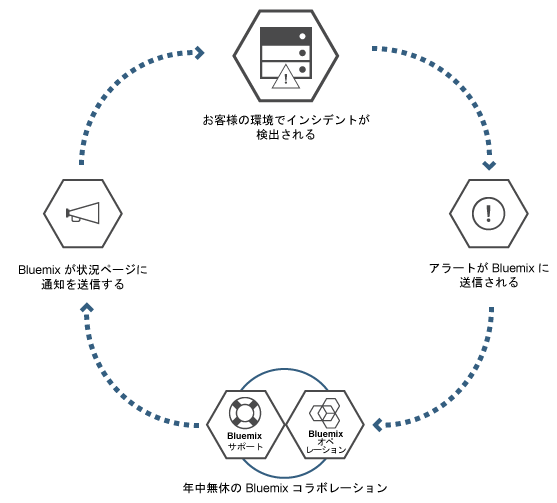 お客様の環境でインシデントが
検出される
アラートが Bluemix に
送信される
Bluemix
サポート
Bluemix
オペ
レーション
年中無休の Bluemix コラボレーション
Bluemix が状況ページに
通知を送信する